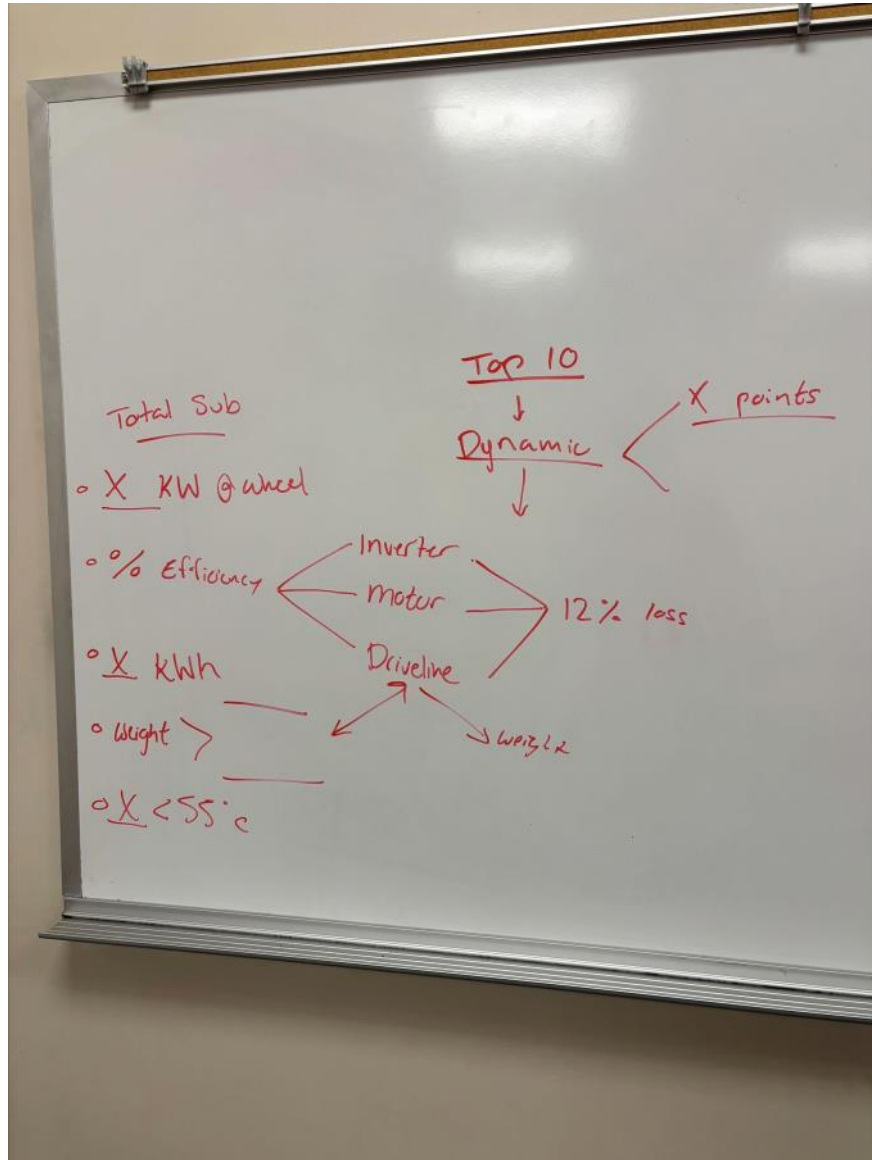 Top 10
Dynamic
X points
Total Sub
X KW @ wheel
% Efficiency
Inverter
Motor
Driveline
12% loss
X KWh
Weight >
weight
X < 55°c